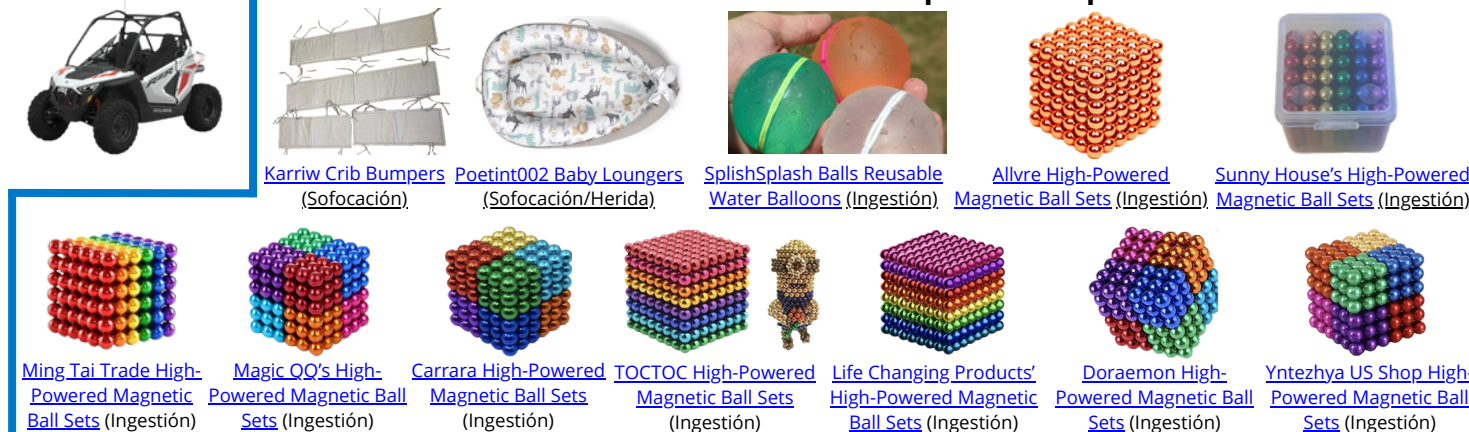 Karriw Crib Bumpers
(Sofocación)
Poetint002 Baby Loungers
(Sofocación/Herida)
SplishSplash Balls Reusable
Water Balloons (Ingestión)
Allvre High-Powered
Magnetic Ball Sets (Ingestión)
Sunny House’s High-Powered
Magnetic Ball Sets (Ingestión)
Ming Tai Trade High-
Powered Magnetic
Ball Sets (Ingestión)
Magic QQ’s High-
Powered Magnetic Ball
Sets (Ingestión)
Carrara High-Powered
Magnetic Ball Sets
(Ingestión)
TOCTOC High-Powered
Magnetic Ball Sets
(Ingestión)
Life Changing Products’
High-Powered Magnetic
Ball Sets (Ingestión)
Doraemon High-
Powered Magnetic Ball
Sets (Ingestión)
Yntezhya US Shop High-
Powered Magnetic Ball
Sets (Ingestión)